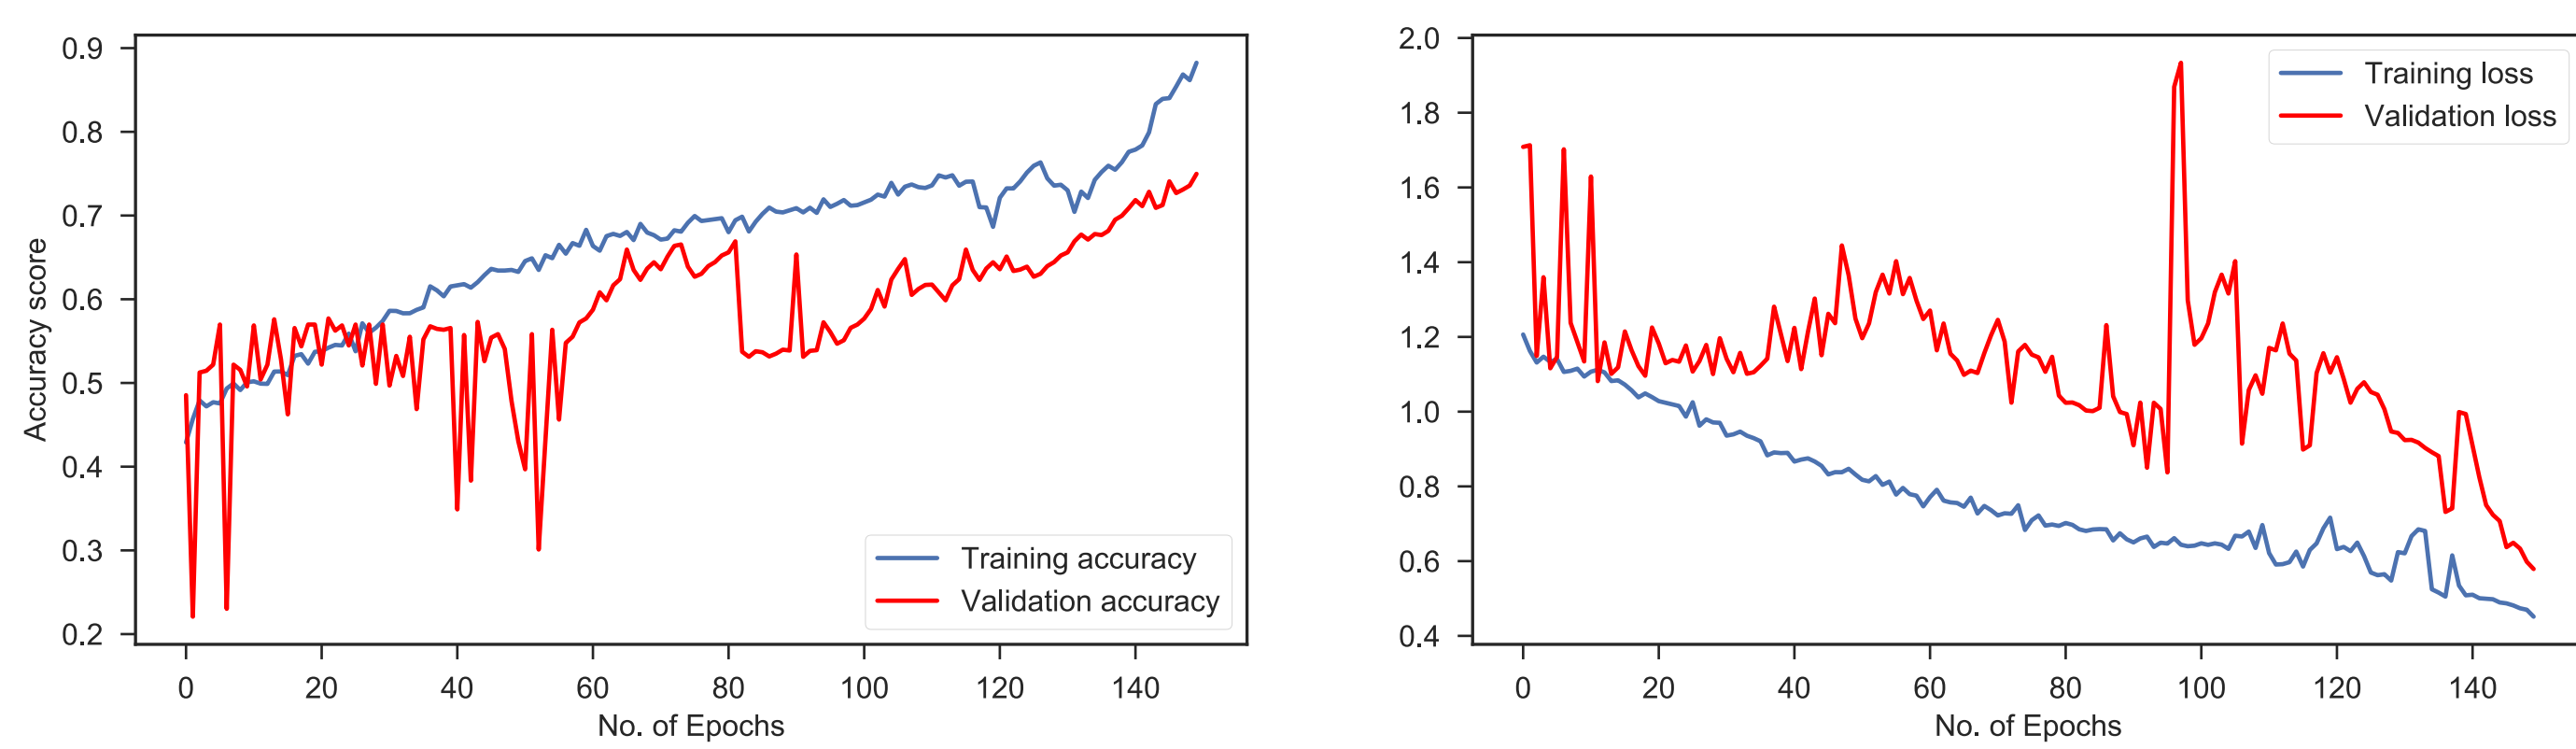 0.9
0.8
0.7
0.6
0.5
0.4
0.3
0.2
Accuracy score
0 20 40 60 80 100 120 140
No. of Epochs
Training accuracy
Validation accuracy
2.0
1.8
1.6
1.4
1.2
1.0
0.8
0.6
0.4
0 20 40 60 80 100 120 140
No. of Epochs
Training loss
Validation loss